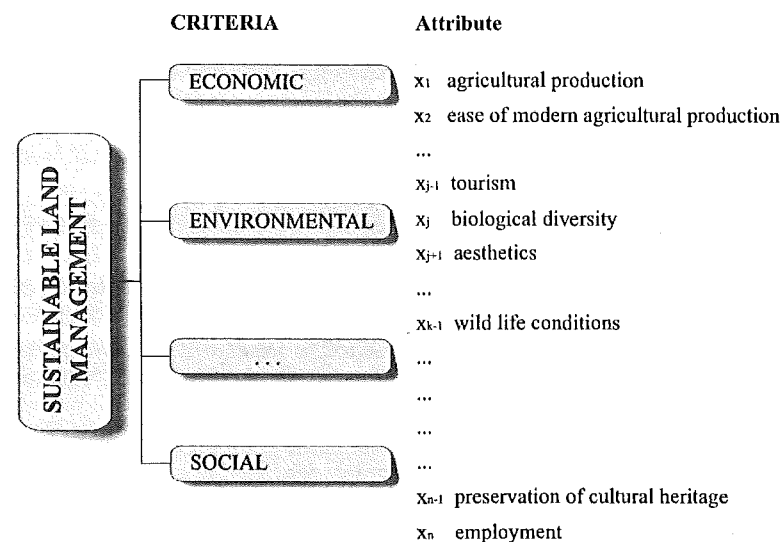 CRITERIA Attribute
ECONOMIC x1 agricultural production
x2 ease of modern agricultural production
...
xj-1 tourism
ENVIRONMENTAL xj biological diversity
xj+1 aesthetics
...
xk-1 wild life conditions
... ...
...
...
SOCIAL ...
xn-1 preservation of cultural heritage
xn employment
SUSTAINABLE LAND
MANAGEMENT